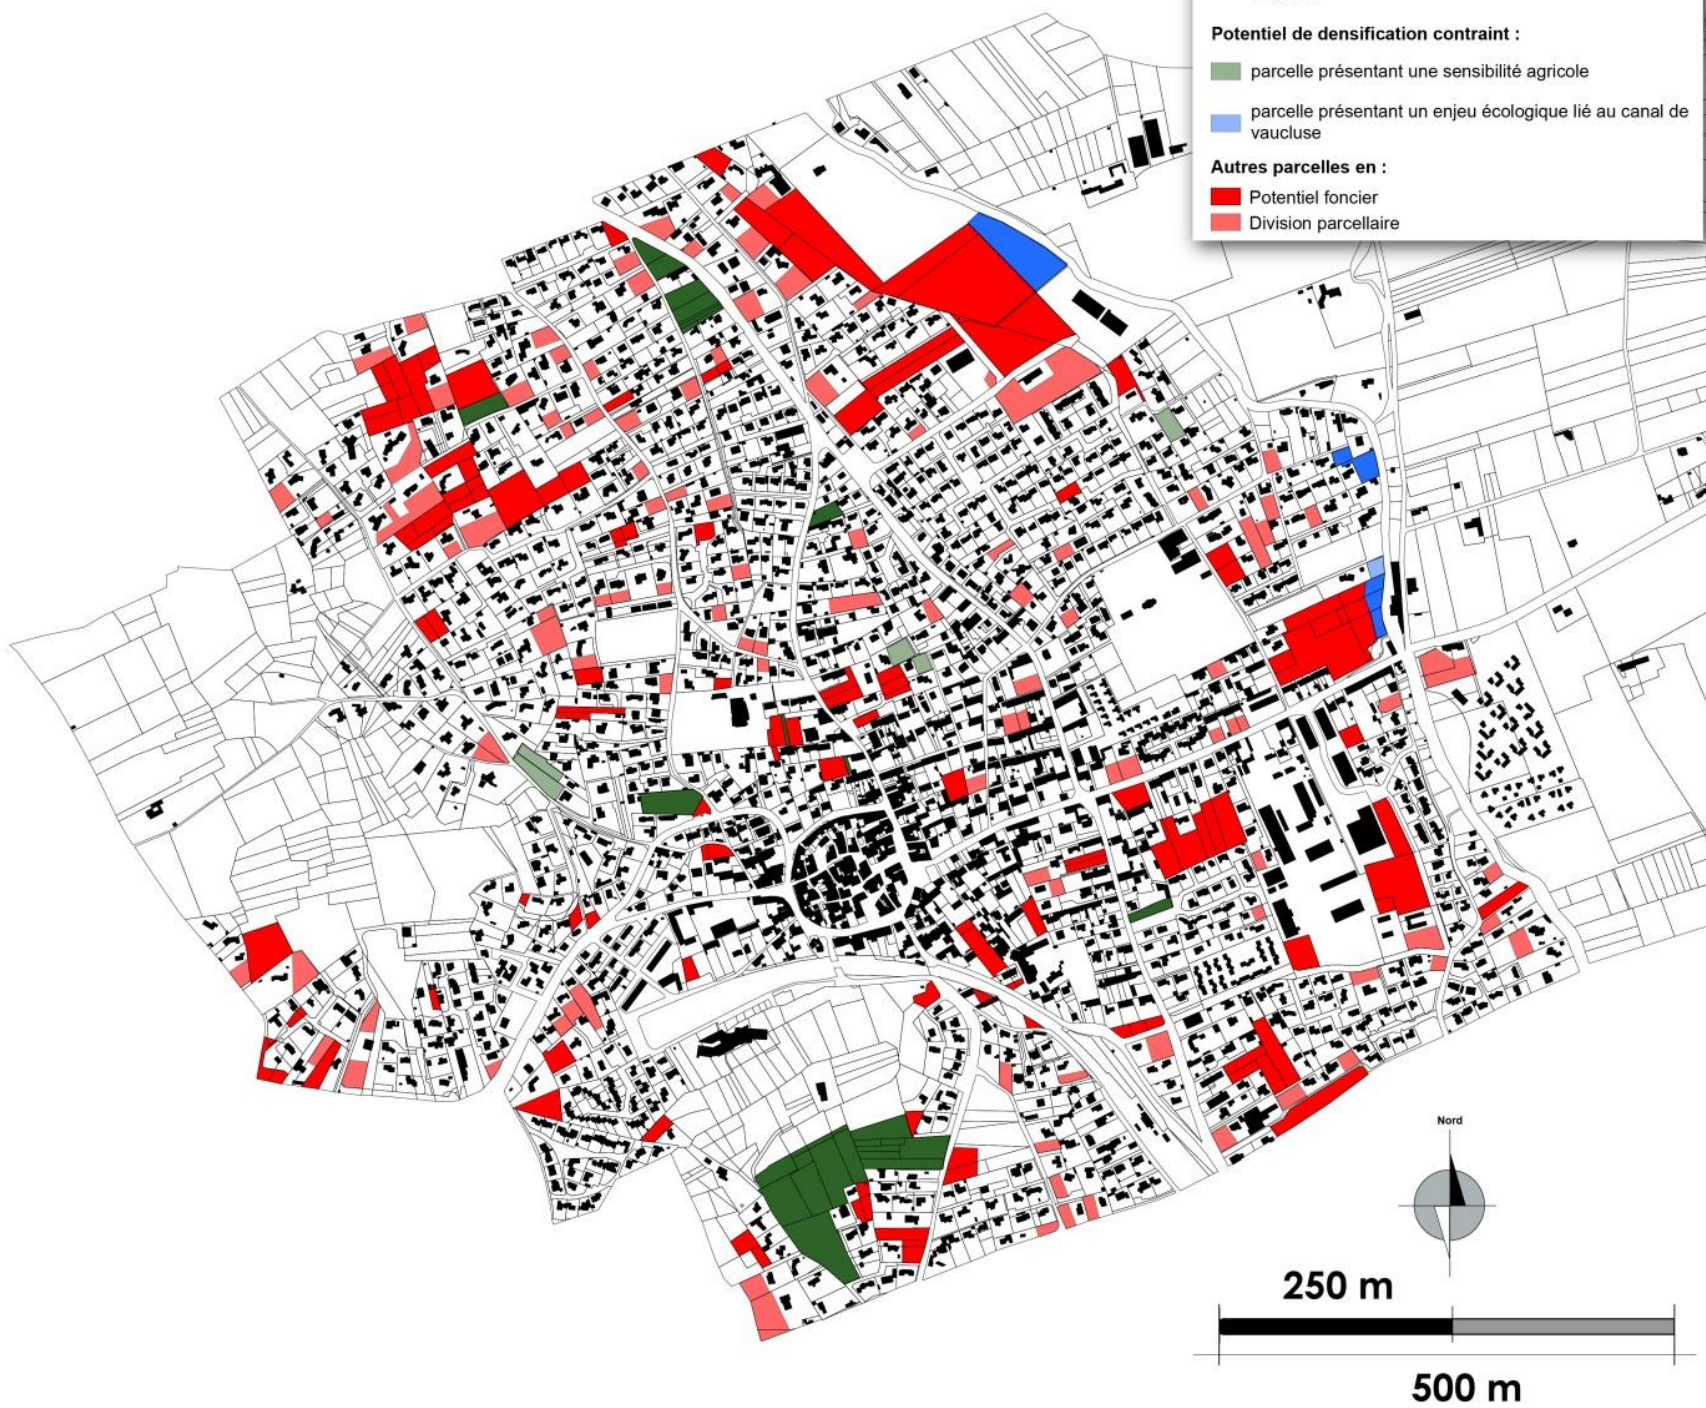 Potentiel de densification contraint :
parcelle présentant une sensibilité agricole
parcelle présentant un enjeu écologique lié au canal de
vaucluse
Autres parcelles en :
Potentiel foncier
Division parcellaire
Nord
250 m
500 m